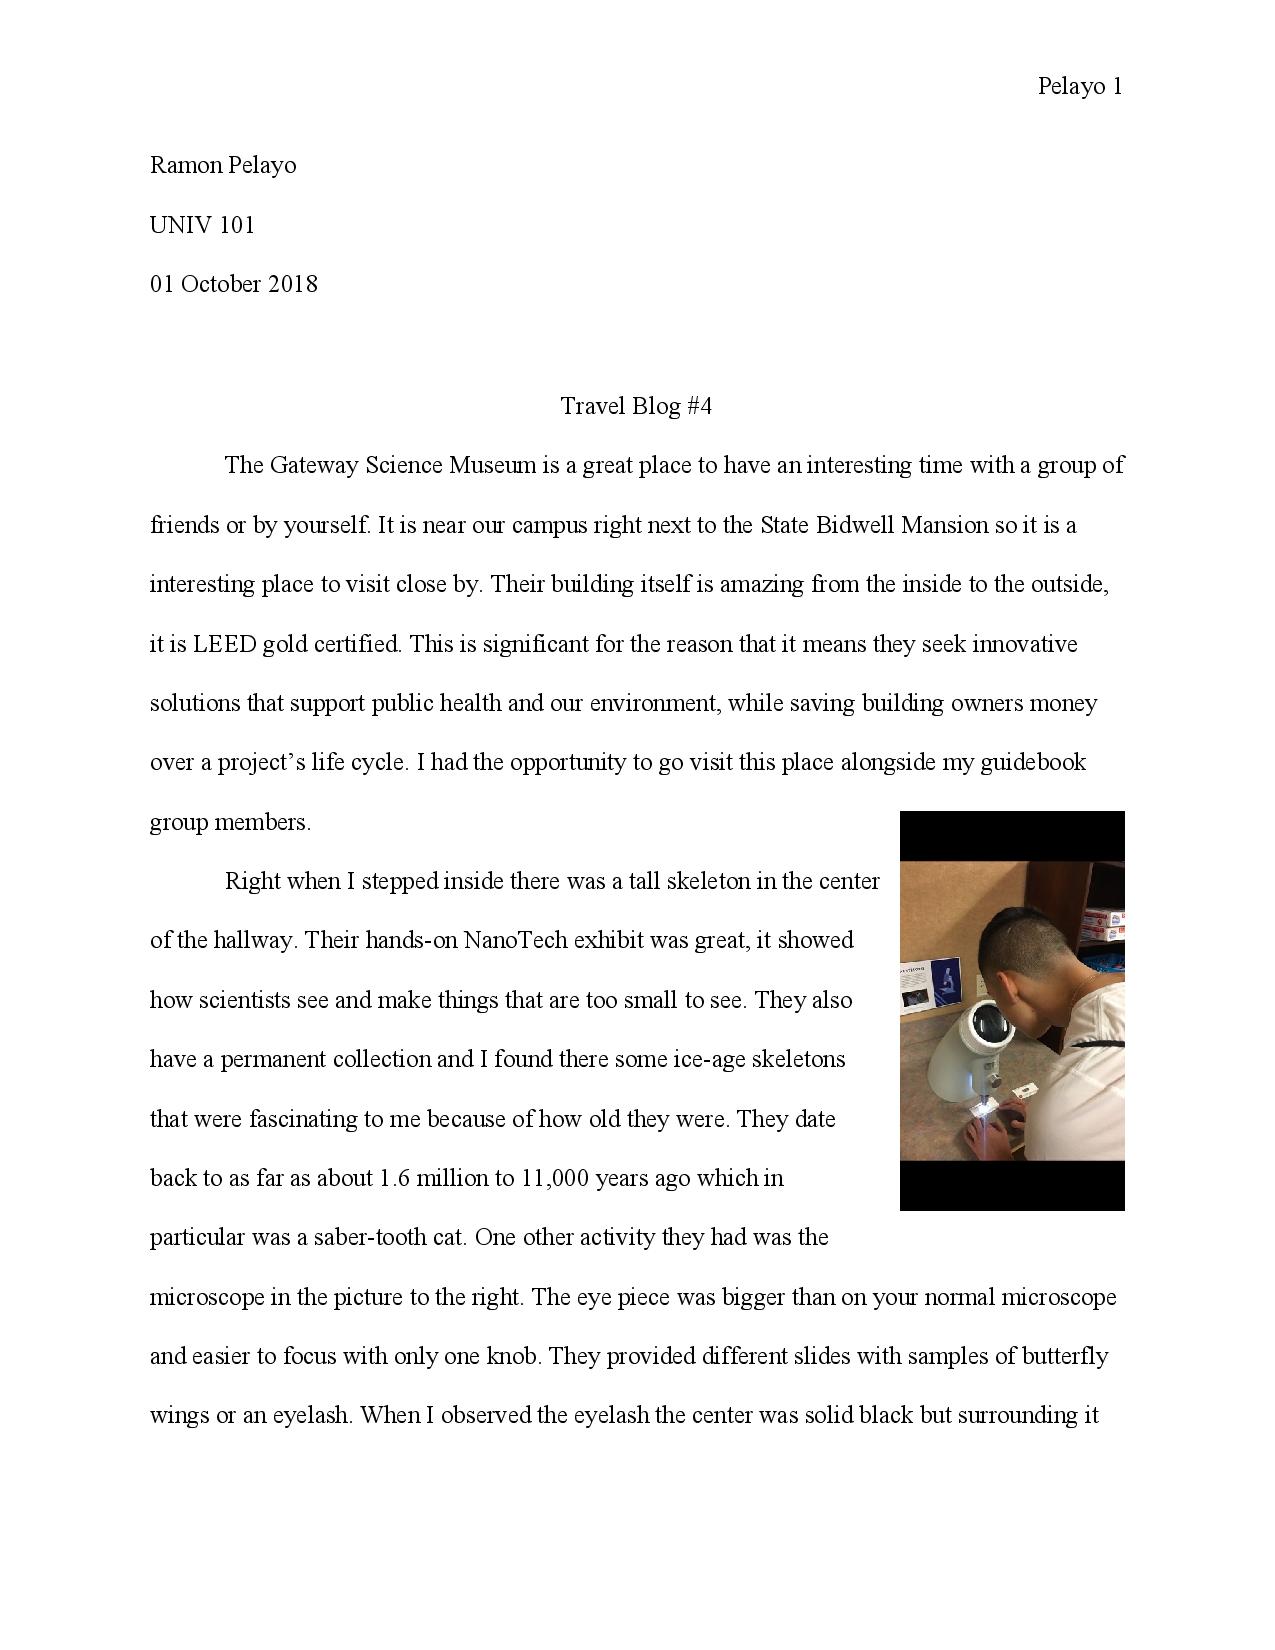 Pelayo 1
Ramon Pelayo
UNIV 101
01 October 2018
Travel Blog #4
The Gateway Science Museum is a great place to have an interesting time with a group of
friends or by yourself. It is near our campus right next to the State Bidwell Mansion so it is a
interesting place to visit close by. Their building itself is amazing from the inside to the outside,
it is LEED gold certified. This is significant for the reason that it means they seek innovative
solutions that support public health and our environment, while saving building owners money
over a project’s life cycle. I had the opportunity to go visit this place alongside my guidebook
group members.
Right when I stepped inside there was a tall skeleton in the center
of the hallway. Their hands-on NanoTech exhibit was great, it showed
how scientists see and make things that are too small to see. They also
have a permanent collection and I found there some ice-age skeletons
that were fascinating to me because of how old they were. They date
back to as far as about 1.6 million to 11,000 years ago which in
particular was a saber-tooth cat. One other activity they had was the
microscope in the picture to the right. The eye piece was bigger than on your normal microscope
and easier to focus with only one knob. They provided different slides with samples of butterfly
wings or an eyelash. When I observed the eyelash the center was solid black but surrounding it